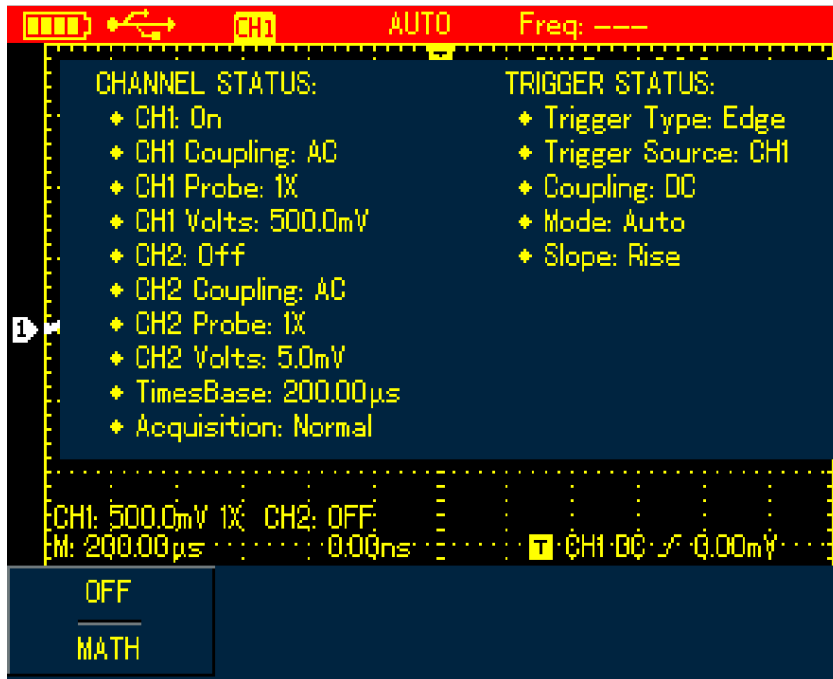 CH1 AUTO Freq: ---
CHANNEL STATUS:
CH1: On
CH1 Coupling: AC
CH1 Probe: 1X
CH1 Volts: 500.0mV
CH2: Off
CH2 Coupling: AC
CH2 Probe: 1X
CH2 Volts: 5.0mV
TimesBase: 200.00µs
Acquisition: Normal
TRIGGER STATUS:
Trigger Type: Edge
Trigger Source: CH1
Coupling: DC
Mode: Auto
Slope: Rise
1
CH1: 500.0mV 1X CH2: OFF
M: 200.00µs 0.00ns T CH1 DC 0.00mV
OFF
MATH